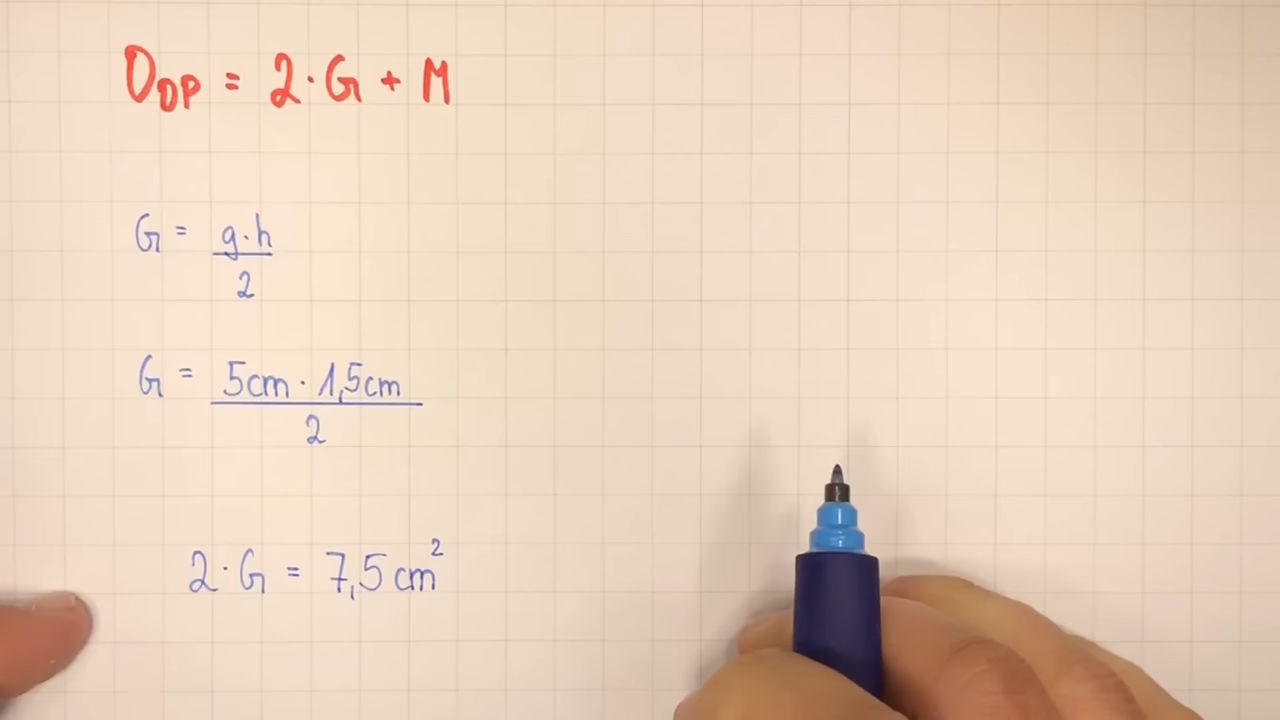 O_DP = 2 · G + M
G = g·h / 2
G = 5cm · 1,5cm / 2
2 · G = 7,5 cm²